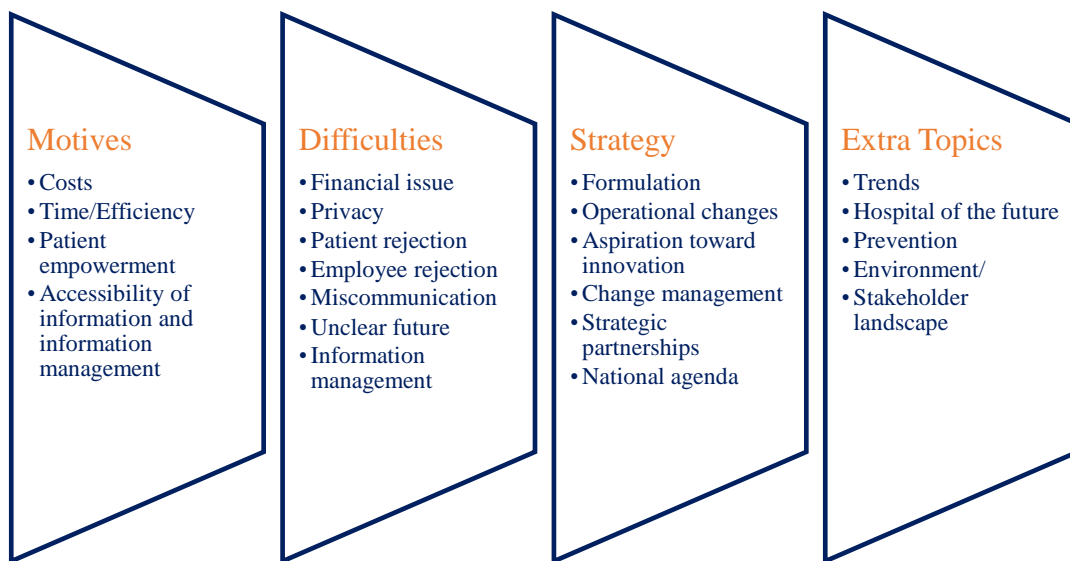 Motives
• Costs
• Time/Efficiency
• Patient
empowerment
• Accessibility of
information and
information
management
Difficulties
• Financial issue
• Privacy
• Patient rejection
• Employee rejection
• Miscommunication
• Unclear future
• Information
management
Strategy
• Formulation
• Operational changes
• Aspiration toward
innovation
• Change management
• Strategic
partnerships
• National agenda
Extra Topics
• Trends
• Hospital of the future
• Prevention
• Environment/
• Stakeholder
landscape